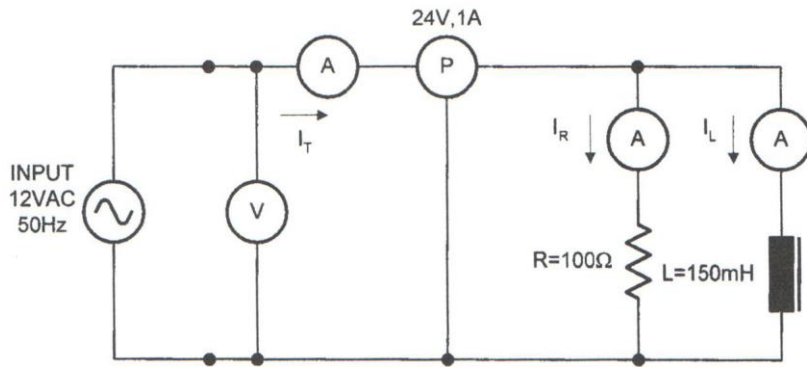 24V,1A
A
P
I_T
I_R
A
I_L
A
INPUT
12VAC
50Hz
V
R=100Ω
L=150mH